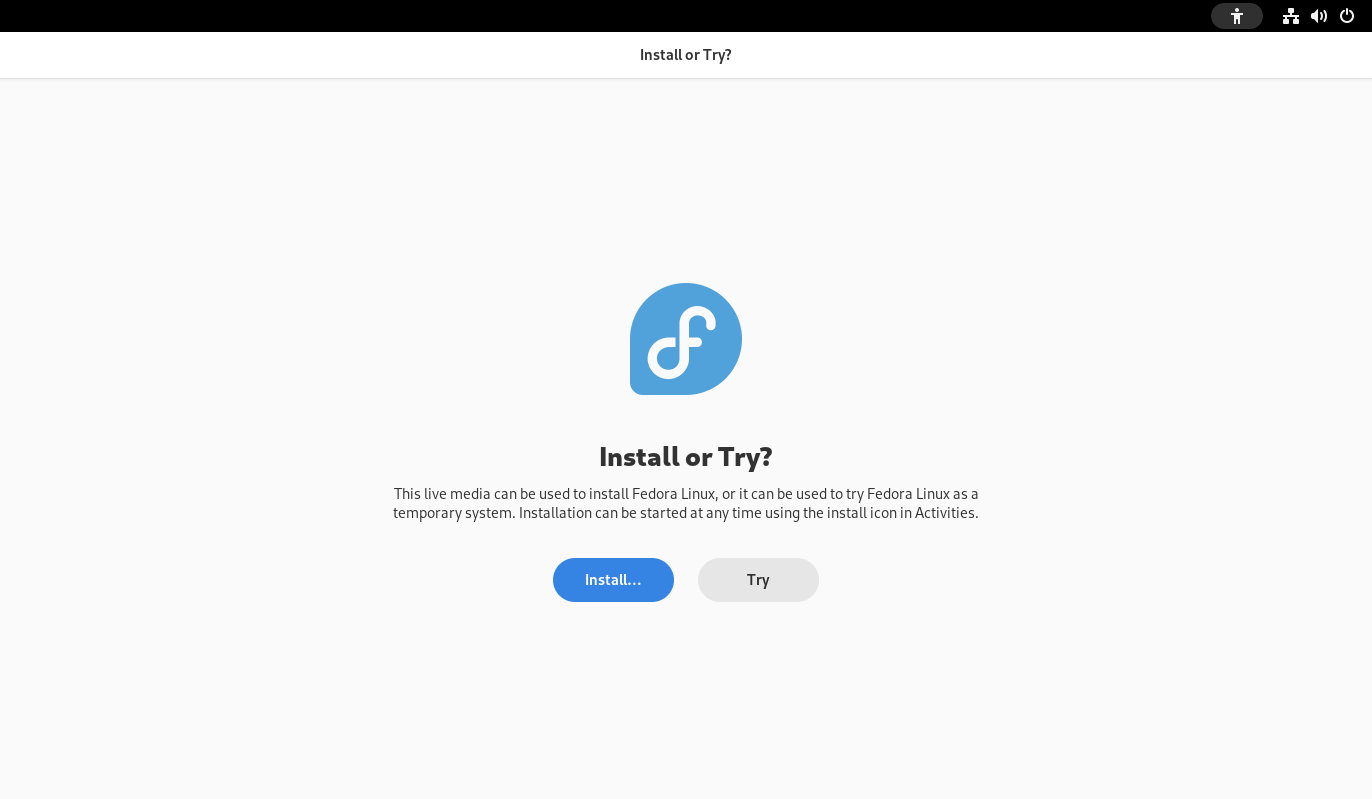 Install or Try?
Install or Try?
This live media can be used to install Fedora Linux, or it can be used to try Fedora Linux as a
temporary system. Installation can be started at any time using the install icon in Activities.
Install…
Try